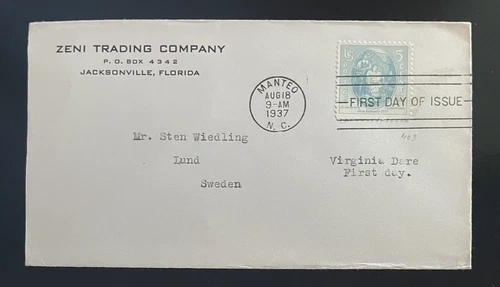 ZENI TRADING COMPANY
P. O. BOX 4342
JACKSONVILLE, FLORIDA
MANTEO
AUG 18
9-AM
1937
N. C.
5
FIRST DAY OF ISSUE
Mr. Sten Wiedling
Lund
Sweden
Virginia Dare
First day.